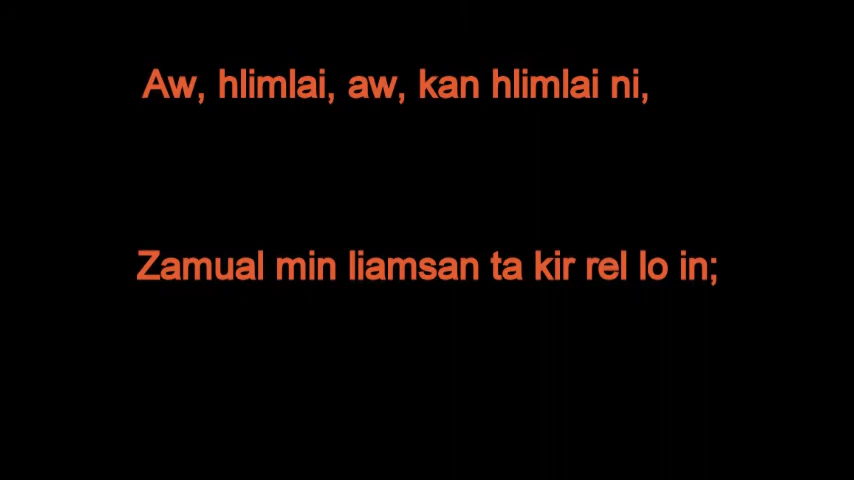 Aw, hlimlai, aw, kan hlimlai ni,
Zamual min liamsan ta kir rel lo in;